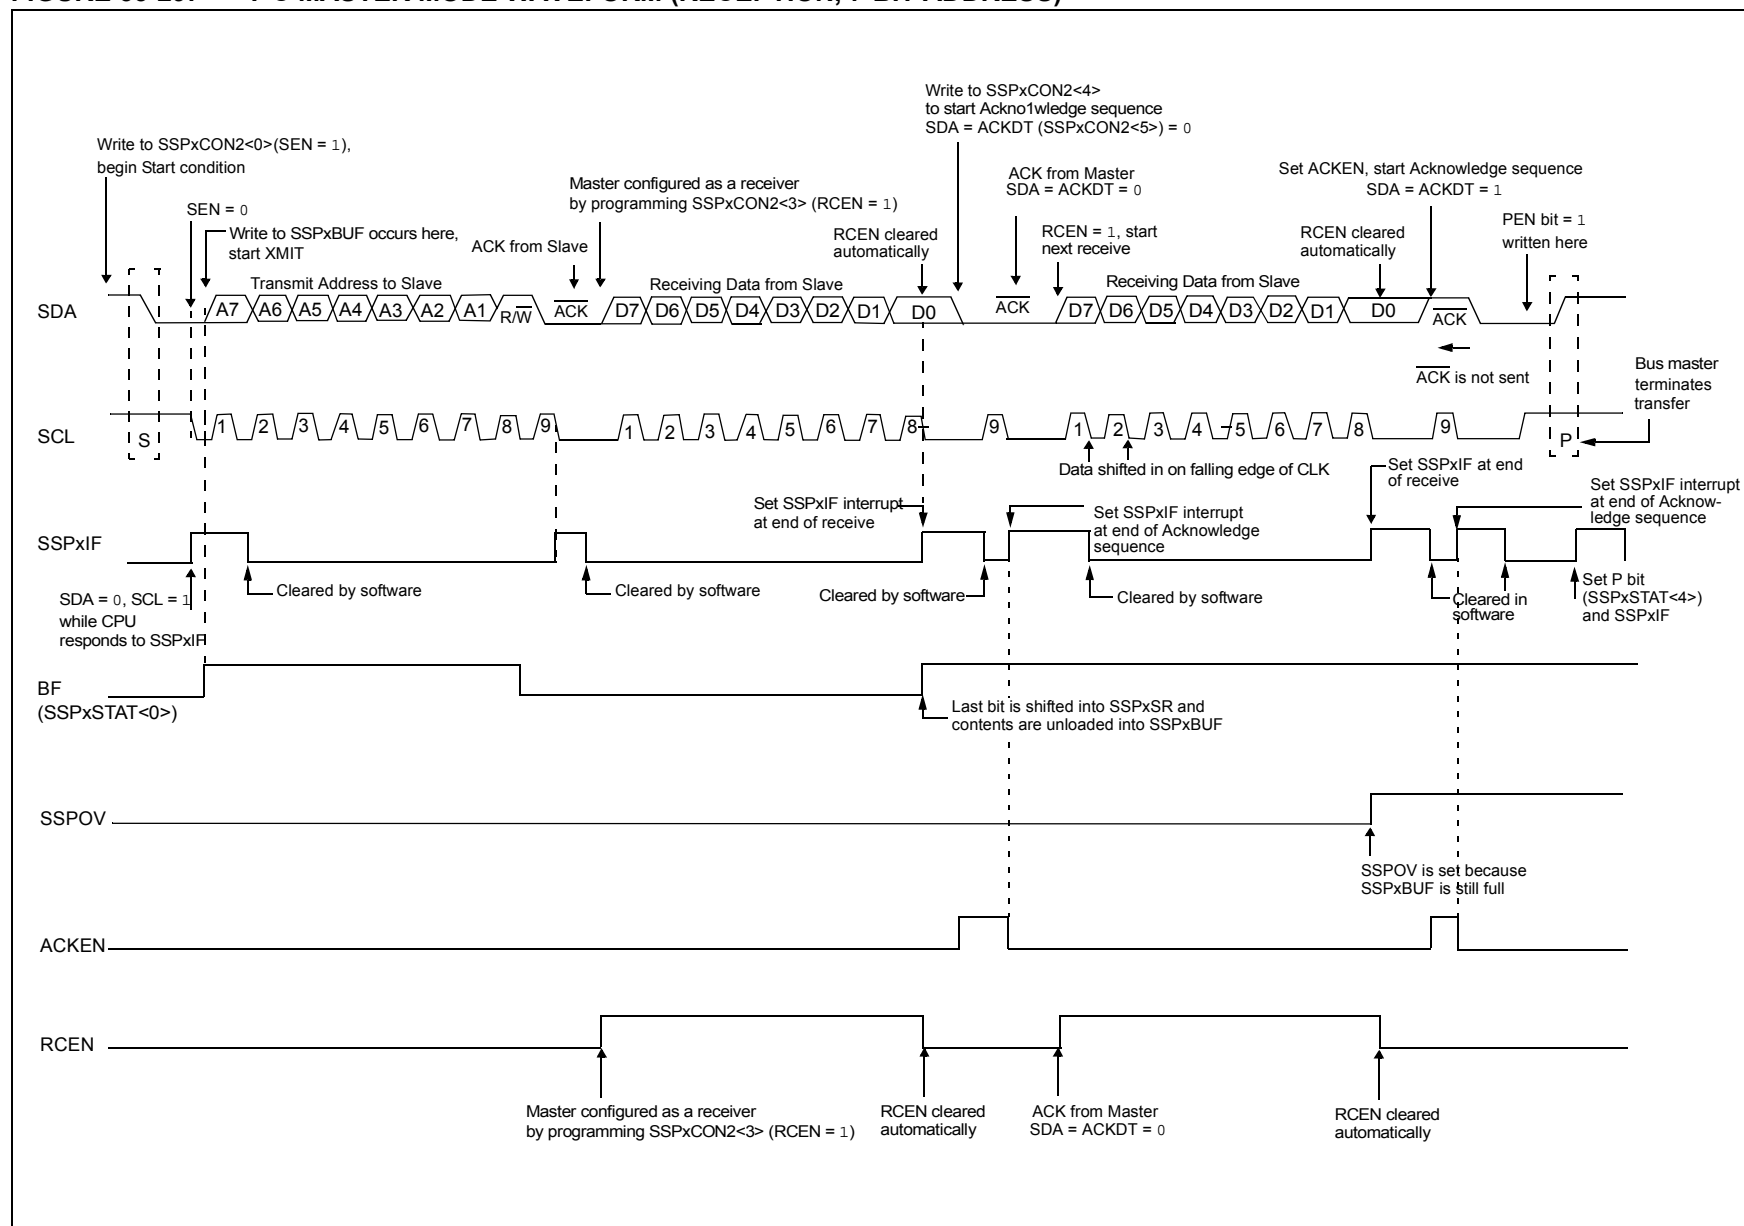 Write to SSPxCON2<4>
to start Ackno1wledge sequence
SDA = ACKDT (SSPxCON2<5>) = 0
Write to SSPxCON2<0>(SEN = 1),
begin Start condition
ACK from Master
SDA = ACKDT = 0
Set ACKEN, start Acknowledge sequence
SDA = ACKDT = 1
Master configured as a receiver
by programming SSPxCON2<3> (RCEN = 1)
SEN = 0
PEN bit = 1
written here
Write to SSPxBUF occurs here,
start XMIT
ACK from Slave
RCEN cleared
automatically
RCEN = 1, start
next receive
RCEN cleared
automatically
Transmit Address to Slave
Receiving Data from Slave
Receiving Data from Slave
SDA
A7 A6 A5 A4 A3 A2 A1 R/W ACK D7 D6 D5 D4 D3 D2 D1 D0 ACK D7 D6 D5 D4 D3 D2 D1 D0 ACK
ACK is not sent
Bus master
terminates
transfer
SCL
S 1 2 3 4 5 6 7 8 9 1 2 3 4 5 6 7 8 9 1 2 3 4 5 6 7 8 9 P
Data shifted in on falling edge of CLK
Set SSPxIF at end
of receive
Set SSPxIF interrupt
at end of receive
Set SSPxIF interrupt
at end of Acknowledge
sequence
Set SSPxIF interrupt
at end of Acknow-
ledge sequence
SSPxIF
SDA = 0, SCL = 1
while CPU
responds to SSPxIF
Cleared by software
Cleared by software
Cleared by software
Cleared by software
Cleared in
software
Set P bit
(SSPxSTAT<4>)
and SSPxIF
BF
(SSPxSTAT<0>)
Last bit is shifted into SSPxSR and
contents are unloaded into SSPxBUF
SSPOV
SSPOV is set because
SSPxBUF is still full
ACKEN
RCEN
Master configured as a receiver
by programming SSPxCON2<3> (RCEN = 1)
RCEN cleared
automatically
ACK from Master
SDA = ACKDT = 0
RCEN cleared
automatically